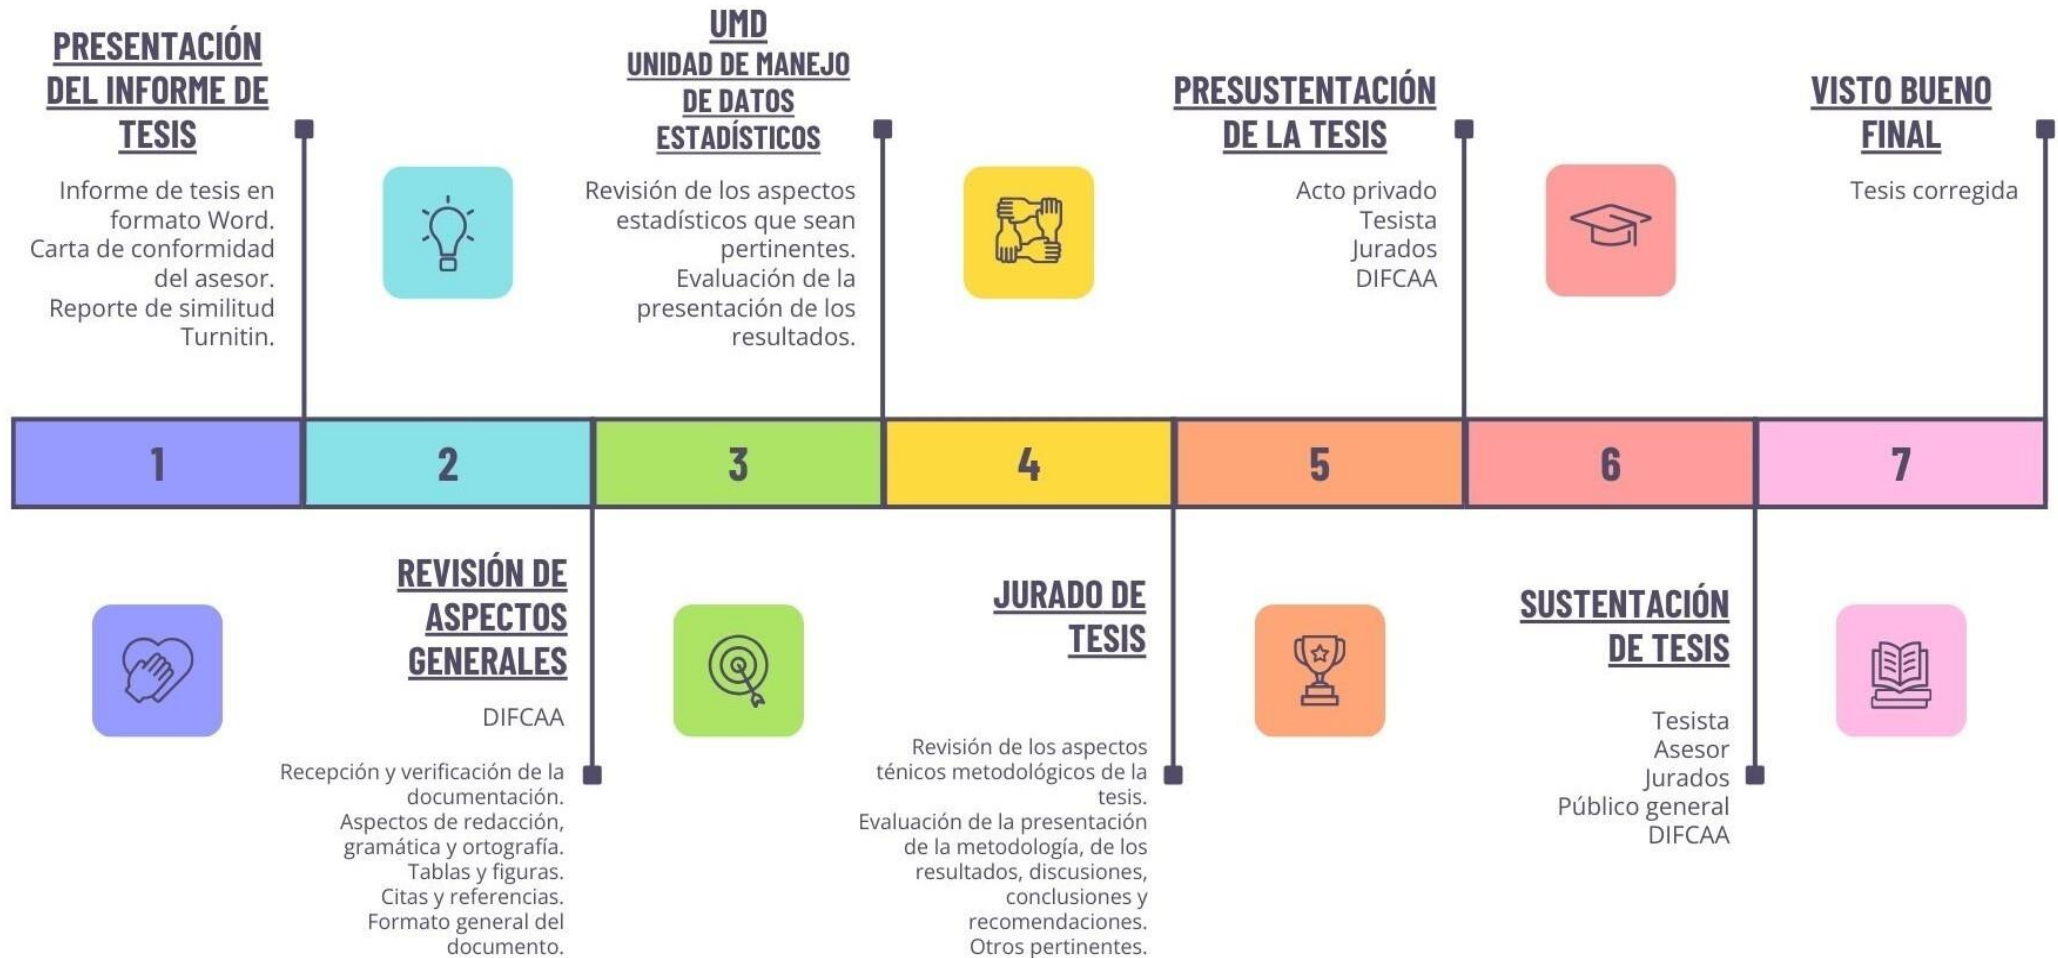 PRESENTACIÓN
DEL INFORME DE
TESIS
Informe de tesis en
formato Word.
Carta de conformidad
del asesor.
Reporte de similitud
Turnitin.
UMD
UNIDAD DE MANEJO
DE DATOS
ESTADÍSTICOS
Revisión de los aspectos
estadísticos que sean
pertinentes.
Evaluación de la
presentación de los
resultados.
PRESUSTENTACIÓN
DE LA TESIS
Acto privado
Tesista
Jurados
DIFCAA
VISTO BUENO
FINAL
Tesis corregida
1
2
3
4
5
6
7
REVISIÓN DE
ASPECTOS
GENERALES
DIFCAA
Recepción y verificación de la
documentación.
Aspectos de redacción,
gramática y ortografía.
Tablas y figuras.
Citas y referencias.
Formato general del
documento.
JURADO DE
TESIS
Revisión de los aspectos
ténicos metodológicos de la
tesis.
Evaluación de la presentación
de la metodología, de los
resultados, discusiones,
conclusiones y
recomendaciones.
Otros pertinentes.
SUSTENTACIÓN
DE TESIS
Tesista
Asesor
Jurados
Público general
DIFCAA